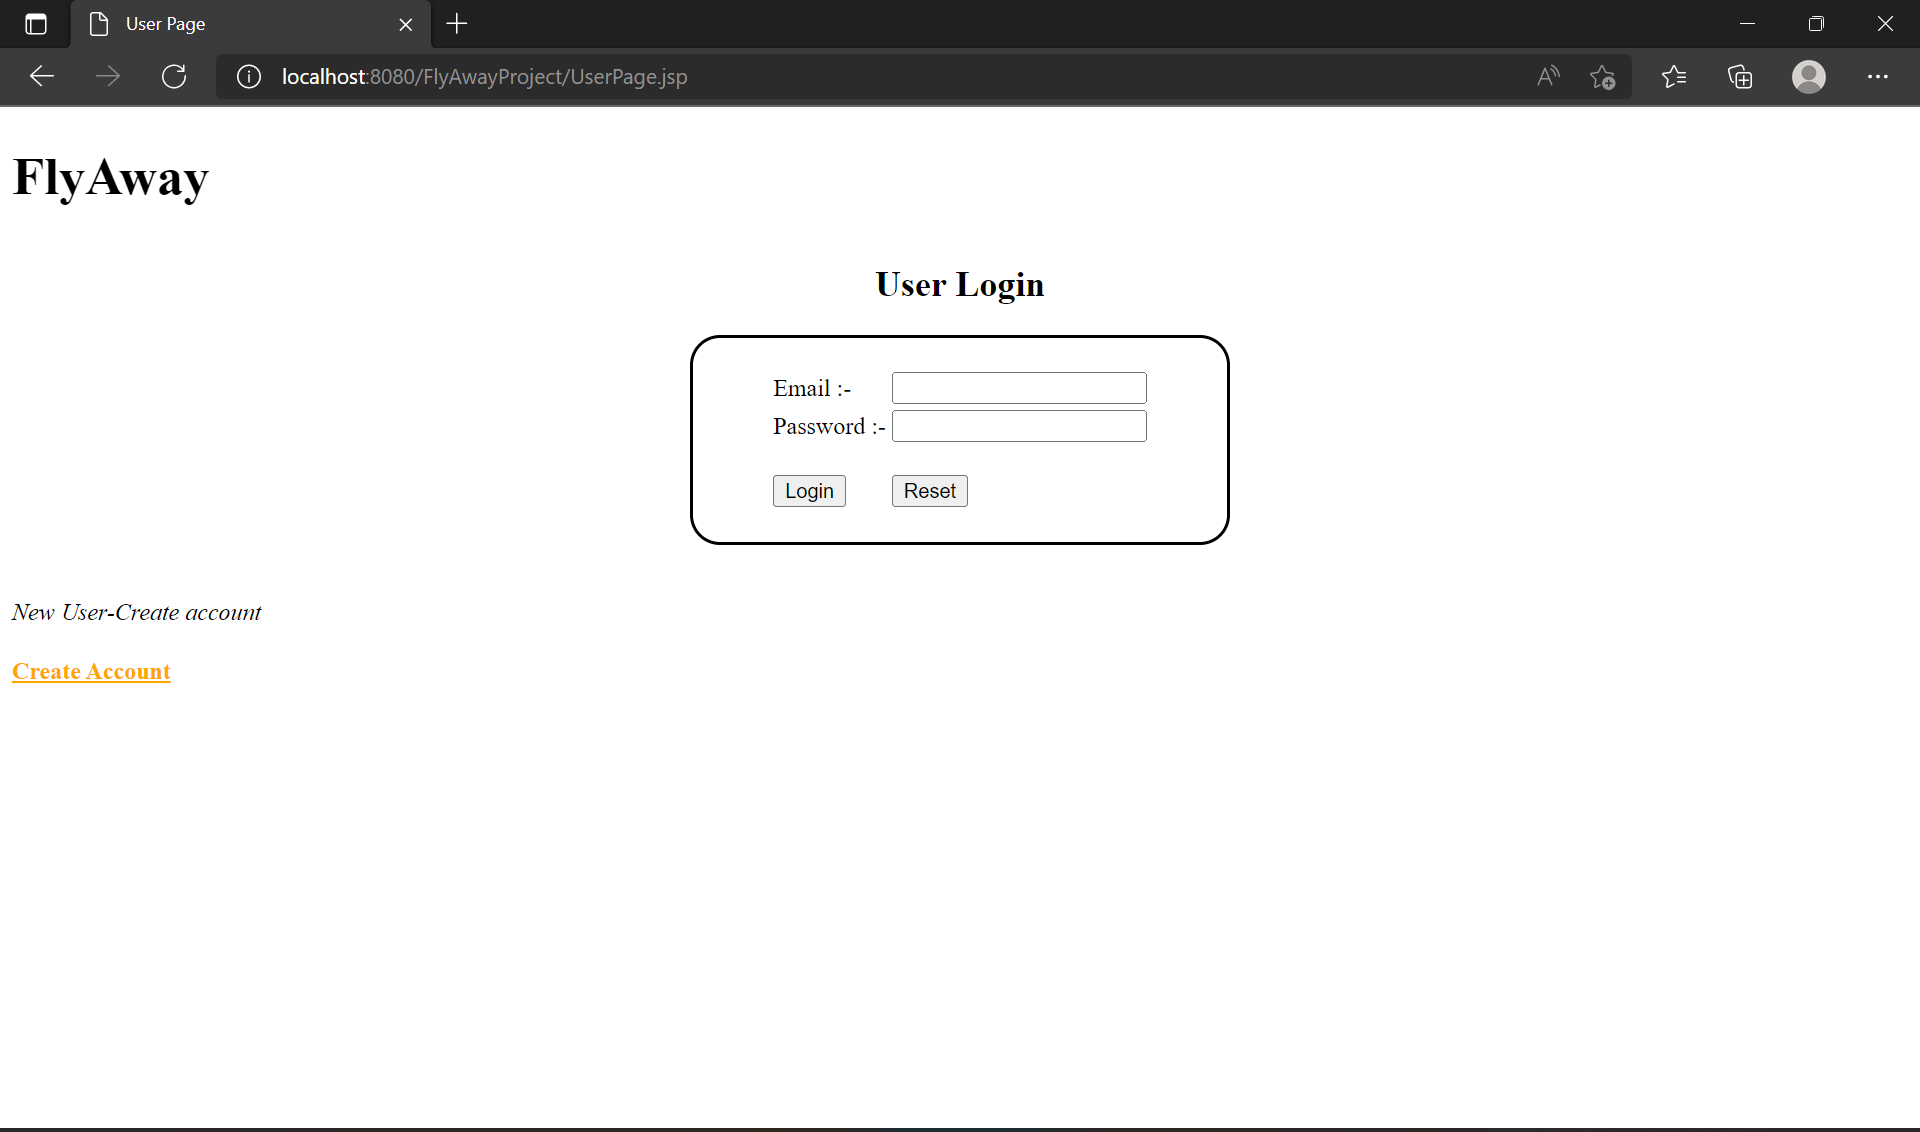 User Page
localhost:8080/FlyAwayProject/UserPage.jsp
FlyAway
User Login
Email :-
Password :-
Login Reset
New User-Create account
Create Account